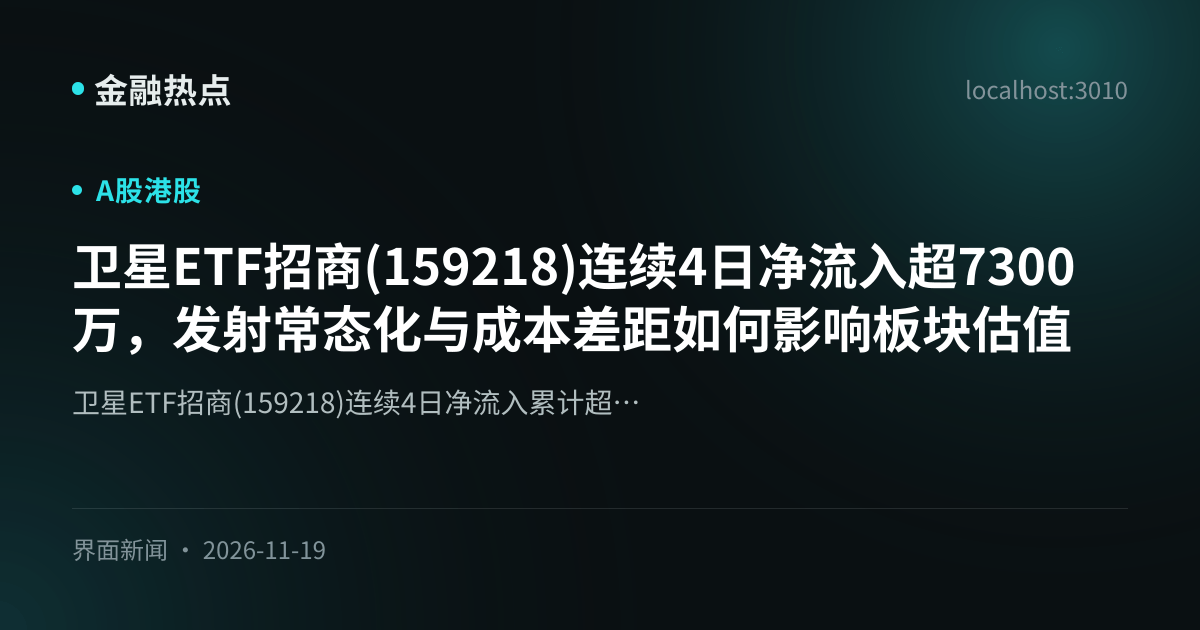 金融热点
localhost:3010
A股港股
卫星ETF招商(159218)连续4日净流入超7300
万，发射常态化与成本差距如何影响板块估值
卫星ETF招商(159218)连续4日净流入累计超…
界面新闻 · 2026-11-19